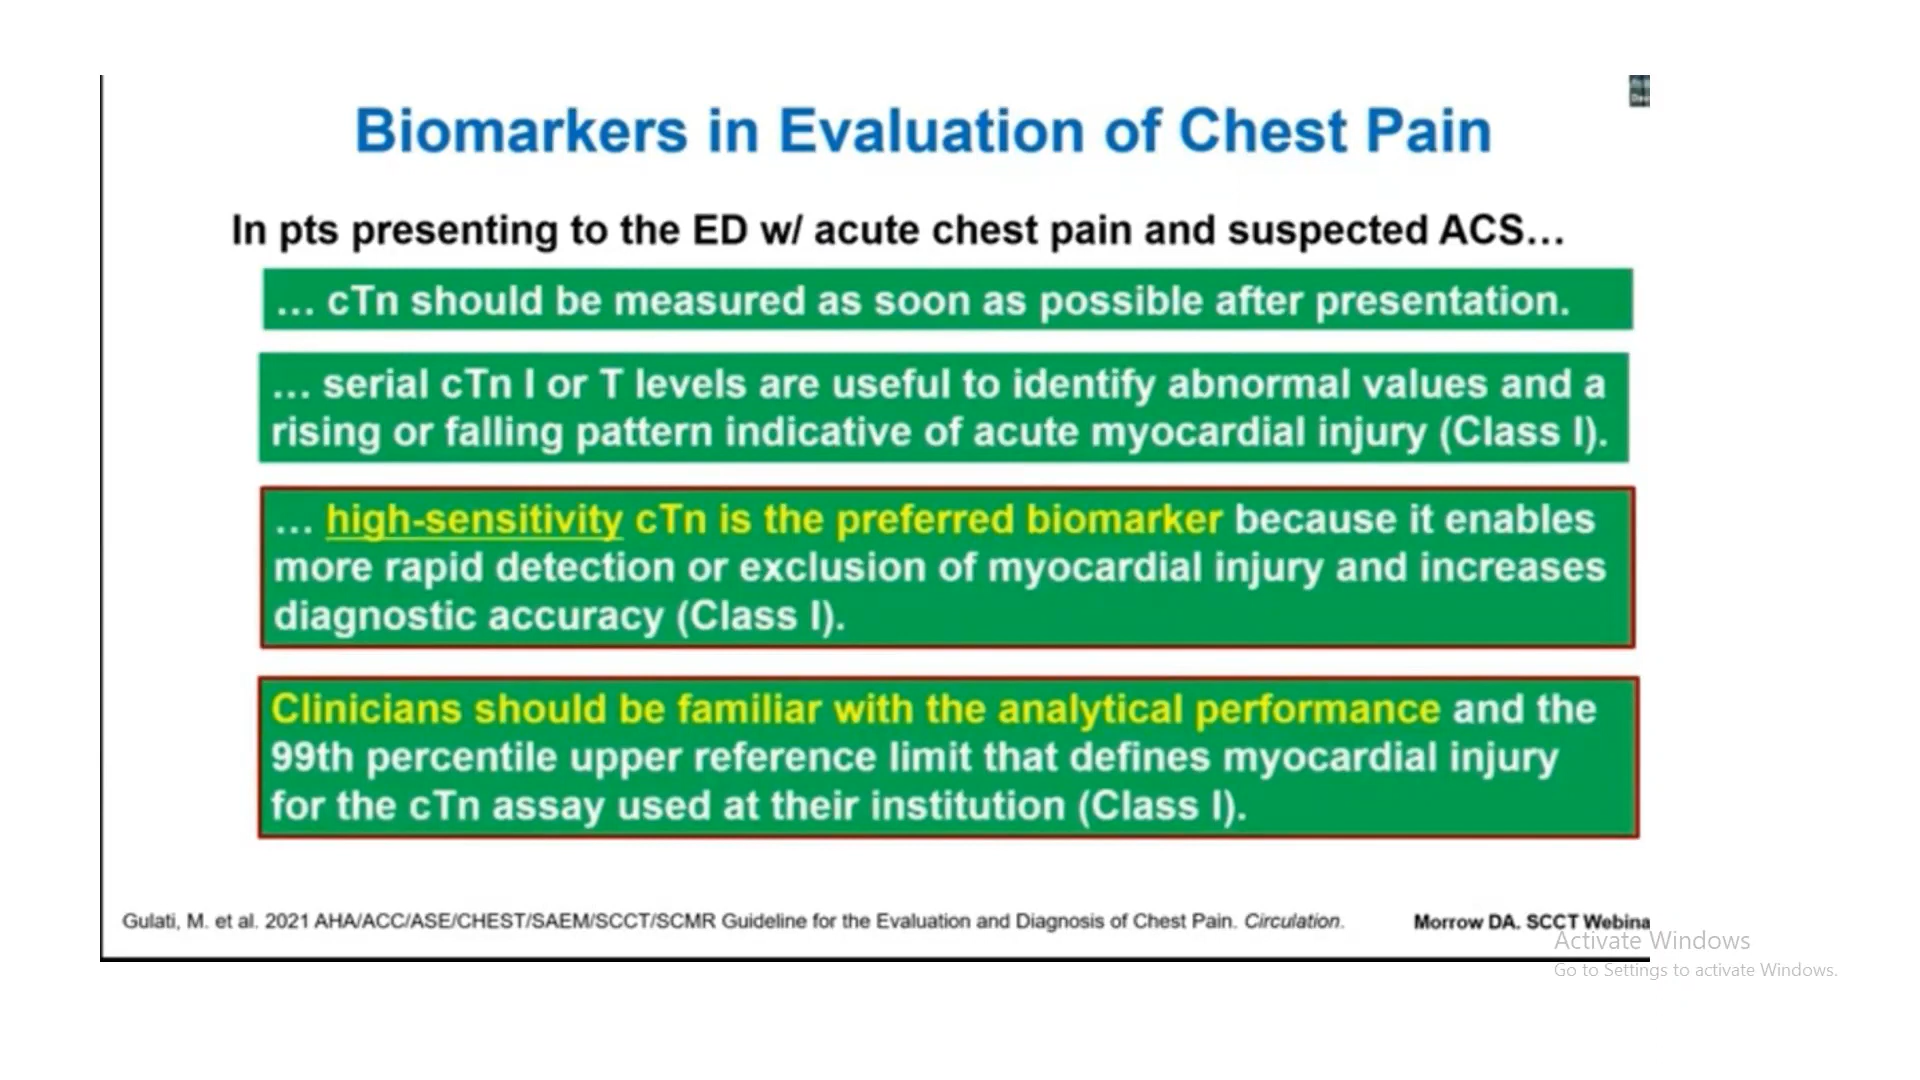 Biomarkers in Evaluation of Chest Pain
In pts presenting to the ED w/ acute chest pain and suspected ACS...
... cTn should be measured as soon as possible after presentation.
... serial cTn I or T levels are useful to identify abnormal values and a
rising or falling pattern indicative of acute myocardial injury (Class I).
... high-sensitivity cTn is the preferred biomarker because it enables
more rapid detection or exclusion of myocardial injury and increases
diagnostic accuracy (Class I).
Clinicians should be familiar with the analytical performance and the
99th percentile upper reference limit that defines myocardial injury
for the cTn assay used at their institution (Class I).
Gulati, M. et al. 2021 AHA/ACC/ASE/CHEST/SAEM/SCCT/SCMR Guideline for the Evaluation and Diagnosis of Chest Pain. Circulation.
Morrow DA. SCCT Webina
Activate Windows
Go to Settings to activate Windows.